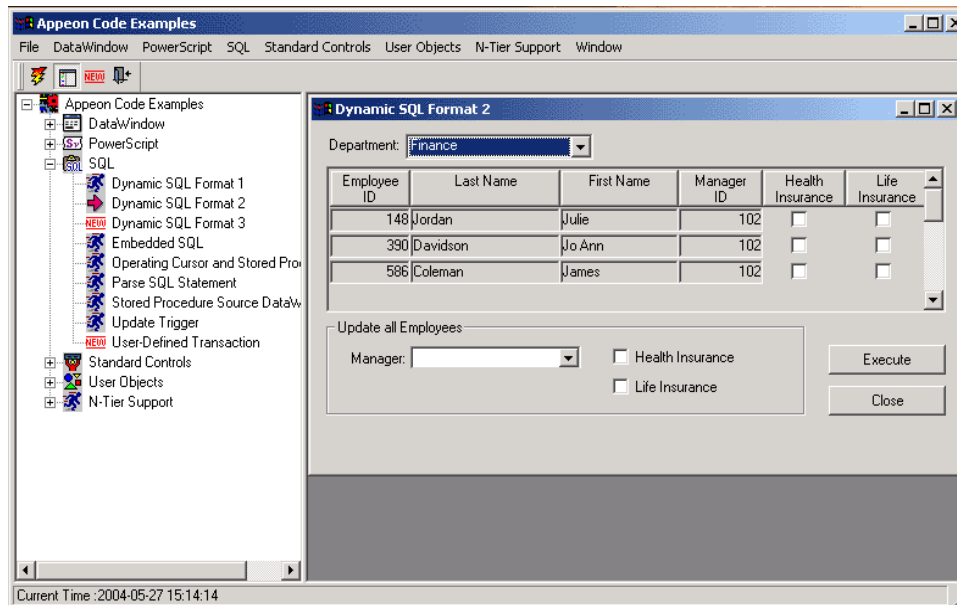 Appeon Code Examples
File DataWindow PowerScript SQL Standard Controls User Objects N-Tier Support Window
NEW
Appeon Code Examples
DataWindow
PowerScript
SQL
Dynamic SQL Format 1
Dynamic SQL Format 2
NEW Dynamic SQL Format 3
Embedded SQL
Operating Cursor and Stored Pro
Parse SQL Statement
Stored Procedure Source DataW
Update Trigger
NEW User-Defined Transaction
Standard Controls
User Objects
N-Tier Support
Dynamic SQL Format 2
Department: Finance
Employee ID Last Name First Name Manager ID Health Insurance Life Insurance
148 Jordan Julie 102
390 Davidson Jo Ann 102
586 Coleman James 102
Update all Employees
Manager: Health Insurance
Life Insurance
Execute
Close
Current Time :2004-05-27 15:14:14